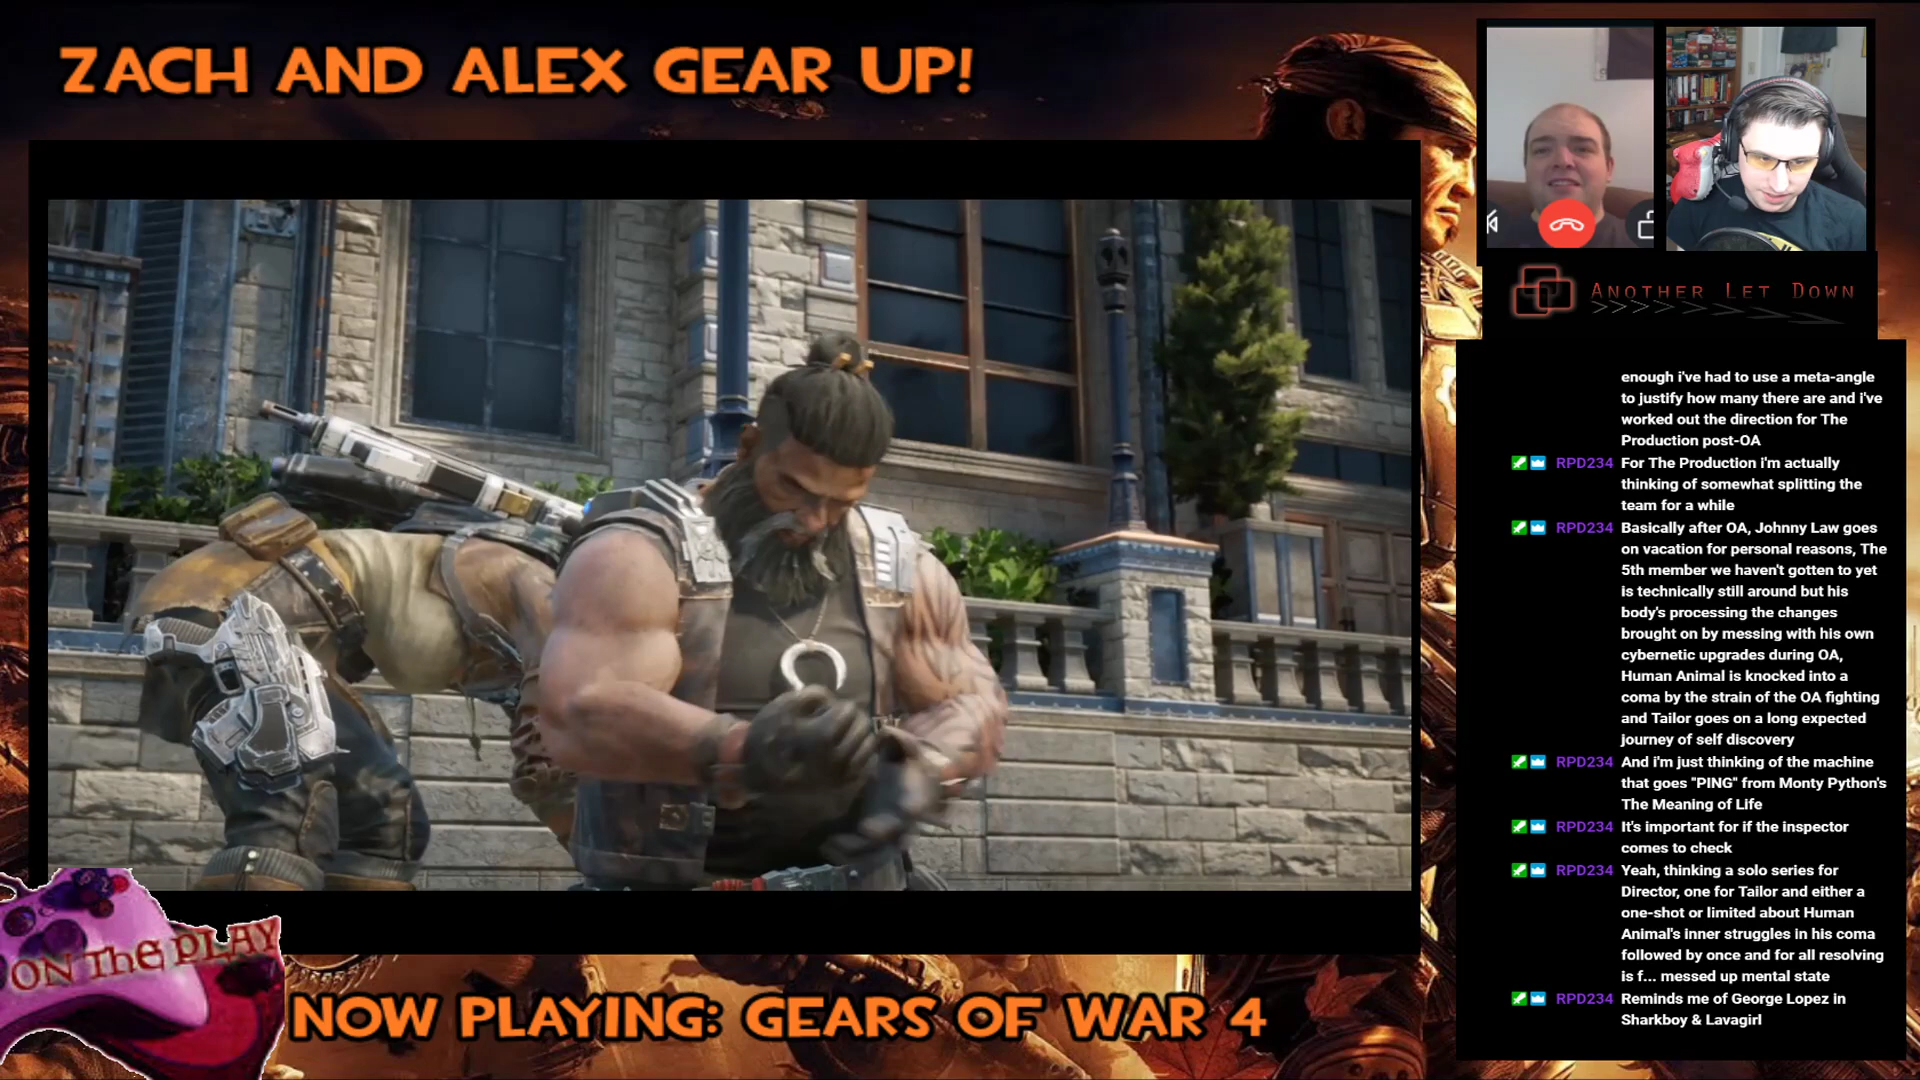 ZACH AND ALEX GEAR UP!
ANOTHER LET DOWN
enough i've had to use a meta-angle
to justify how many there are and i've
worked out the direction for The
Production post-OA
RPD234 For The Production i'm actually
thinking of somewhat splitting the
team for a while
RPD234 Basically after OA, Johnny Law goes
on vacation for personal reasons, The
5th member we haven't gotten to yet
is technically still around but his
body's processing the changes
brought on by messing with his own
cybernetic upgrades during OA,
Human Animal is knocked into a
coma by the strain of the OA fighting
and Tailor goes on a long expected
journey of self discovery
RPD234 And i'm just thinking of the machine
that goes "PING" from Monty Python's
The Meaning of Life
RPD234 It's important for if the inspector
comes to check
RPD234 Yeah, thinking a solo series for
Director, one for Tailor and either a
one-shot or limited about Human
Animal's inner struggles in his coma
followed by once and for all resolving
is f... messed up mental state
RPD234 Reminds me of George Lopez in
Sharkboy & Lavagirl
ON The PLAY
NOW PLAYING: GEARS OF WAR 4